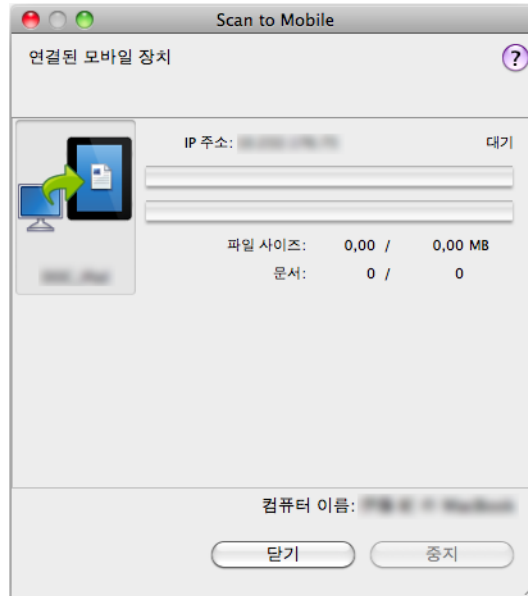 Scan to Mobile
연결된 모바일 장치
?
IP 주소: 대기
파일 사이즈: 0,00 / 0,00 MB
문서: 0 / 0
컴퓨터 이름:
닫기 중지